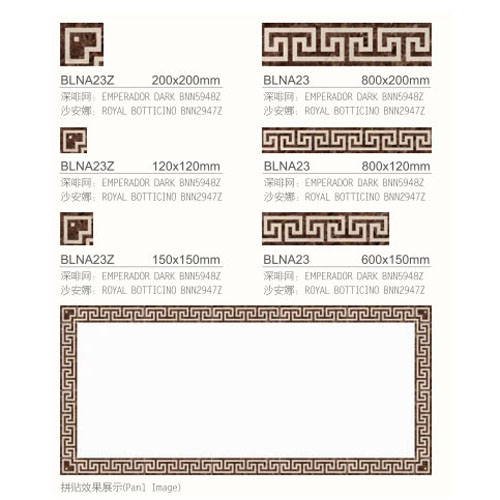 BLNA23Z 200x200mm BLNA23 800x200mm
深啡网: EMPERADOR DARK BNN5948Z 深啡网: EMPERADOR DARK BNN5948Z
沙安娜: ROYAL BOTTICINO BNN2947Z 沙安娜: ROYAL BOTTICINO BNN2947Z
BLNA23Z 120x120mm BLNA23 800x120mm
深啡网: EMPERADOR DARK BNN5948Z 深啡网: EMPERADOR DARK BNN5948Z
沙安娜: ROYAL BOTTICINO BNN2947Z 沙安娜: ROYAL BOTTICINO BNN2947Z
BLNA23Z 150x150mm BLNA23 600x150mm
深啡网: EMPERADOR DARK BNN5948Z 深啡网: EMPERADOR DARK BNN5948Z
沙安娜: ROYAL BOTTICINO BNN2947Z 沙安娜: ROYAL BOTTICINO BNN2947Z
拼贴效果展示(Panl Image)